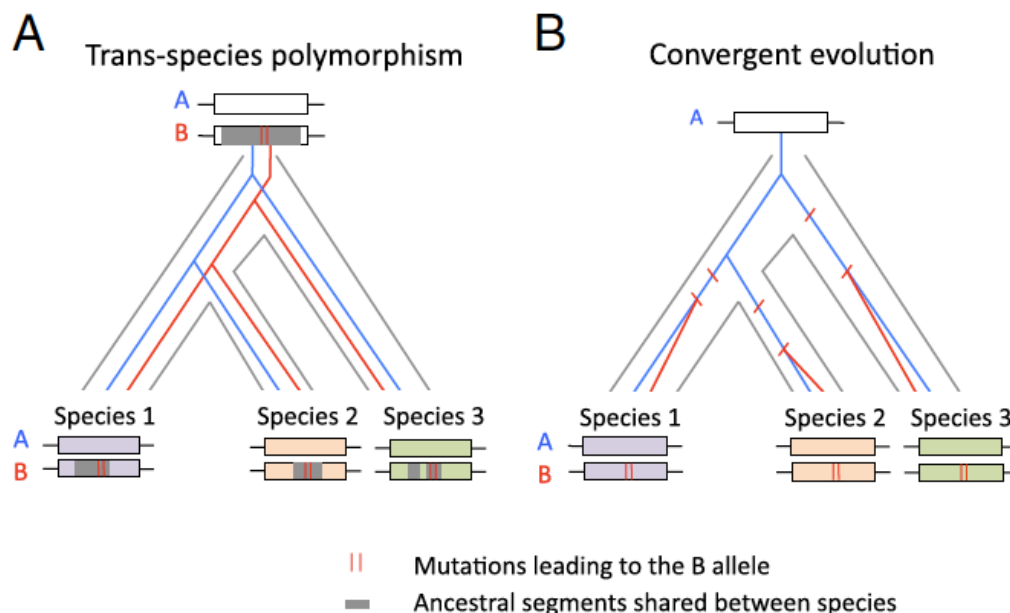 A
Trans-species polymorphism
A
B
Species 1 Species 2 Species 3
A
B
B
Convergent evolution
A
Species 1 Species 2 Species 3
A
B
Mutations leading to the B allele
Ancestral segments shared between species